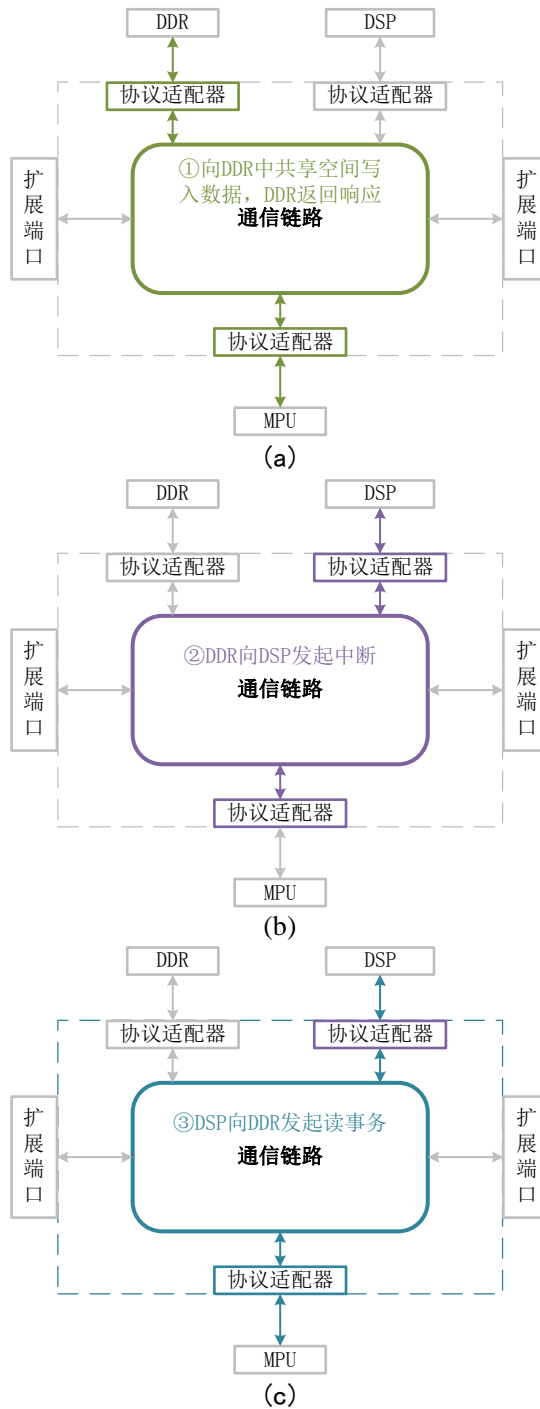 DDR
DSP
协议适配器
协议适配器
扩展端口
①向DDR中共享空间写
入数据，DDR返回响应
通信链路
扩展端口
协议适配器
MPU
(a)
DDR
DSP
协议适配器
协议适配器
扩展端口
②DDR向DSP发起中断
通信链路
扩展端口
协议适配器
MPU
(b)
DDR
DSP
协议适配器
协议适配器
扩展端口
③DSP向DDR发起读事务
通信链路
扩展端口
协议适配器
MPU
(c)